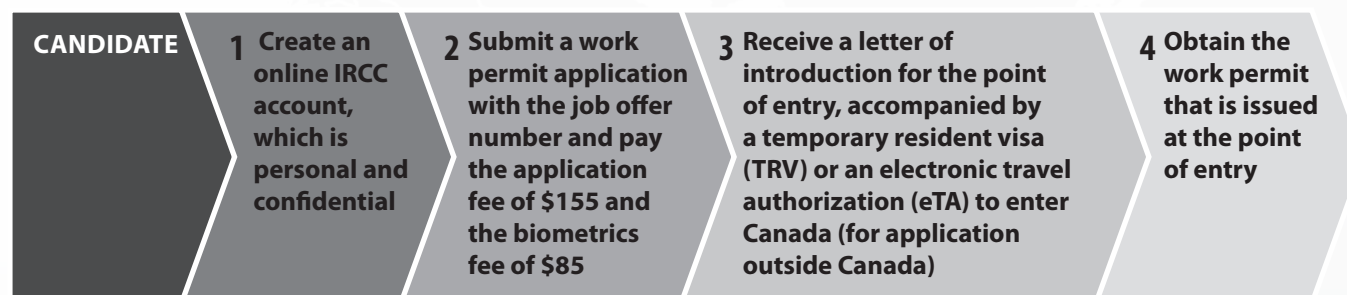 CANDIDATE
1 Create an
online IRCC
account,
which is
personal and
confidential
2 Submit a work
permit application
with the job offer
number and pay
the application
fee of $155 and
the biometrics
fee of $85
3 Receive a letter of
introduction for the point
of entry, accompanied by
a temporary resident visa
(TRV) or an electronic travel
authorization (eTA) to enter
Canada (for application
outside Canada)
4 Obtain the
work permit
that is issued
at the point
of entry